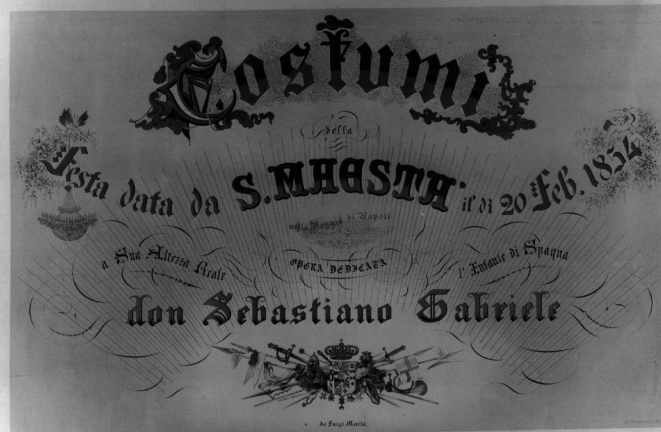 Costumi
della
Festa data da S. MAESTA' il di 20 Feb. 1854
nella Reggia di Napoli
a Sua Altezza Reale
OPERA DEDICATA
l'Infante di Spagna
don Sebastiano Gabriele
da Luigi Maria